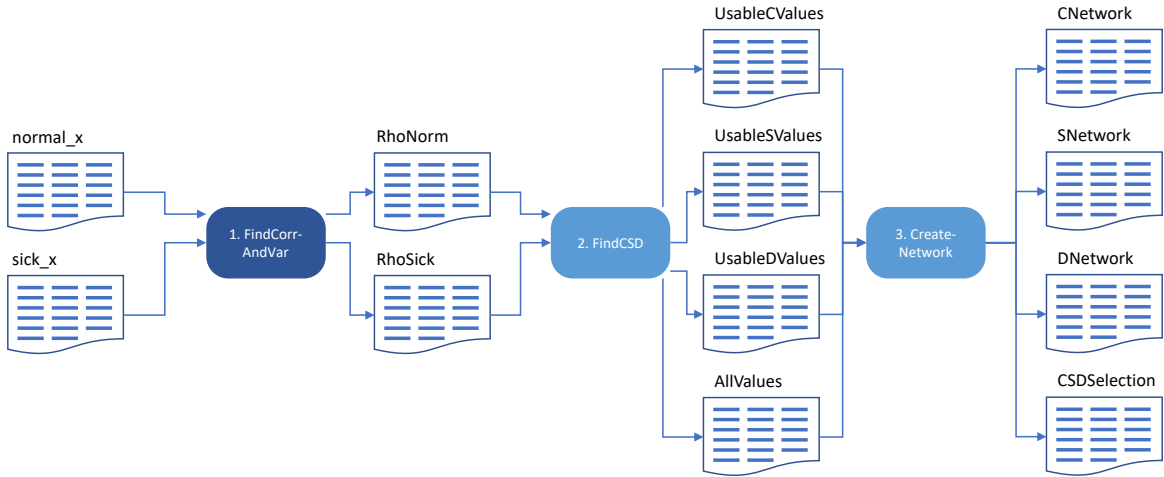 normal_x
sick_x
1. FindCorr-
AndVar
RhoNorm
RhoSick
2. FindCSD
UsableCValues
UsableSValues
UsableDValues
AllValues
3. Create-
Network
CNetwork
SNetwork
DNetwork
CSDSelection